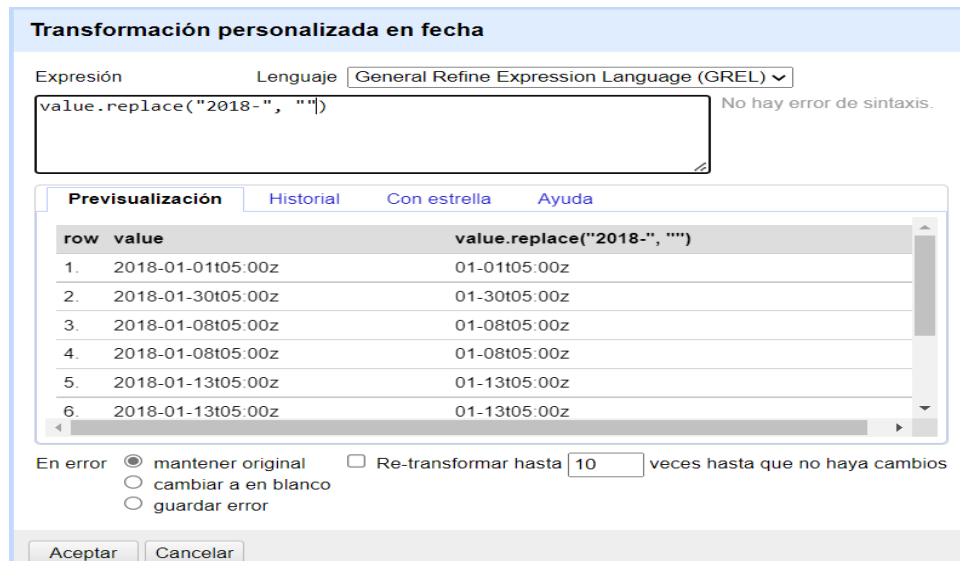 Transformación personalizada en fecha
Expresión Lenguaje General Refine Expression Language (GREL)
value.replace("2018-", "") No hay error de sintaxis.
Previsualización Historial Con estrella Ayuda
row value value.replace("2018-", "")
1. 2018-01-01t05:00z 01-01t05:00z
2. 2018-01-30t05:00z 01-30t05:00z
3. 2018-01-08t05:00z 01-08t05:00z
4. 2018-01-08t05:00z 01-08t05:00z
5. 2018-01-13t05:00z 01-13t05:00z
6. 2018-01-13t05:00z 01-13t05:00z
En error mantener original Re-transformar hasta 10 veces hasta que no haya cambios
cambiar a en blanco
guardar error
Aceptar Cancelar